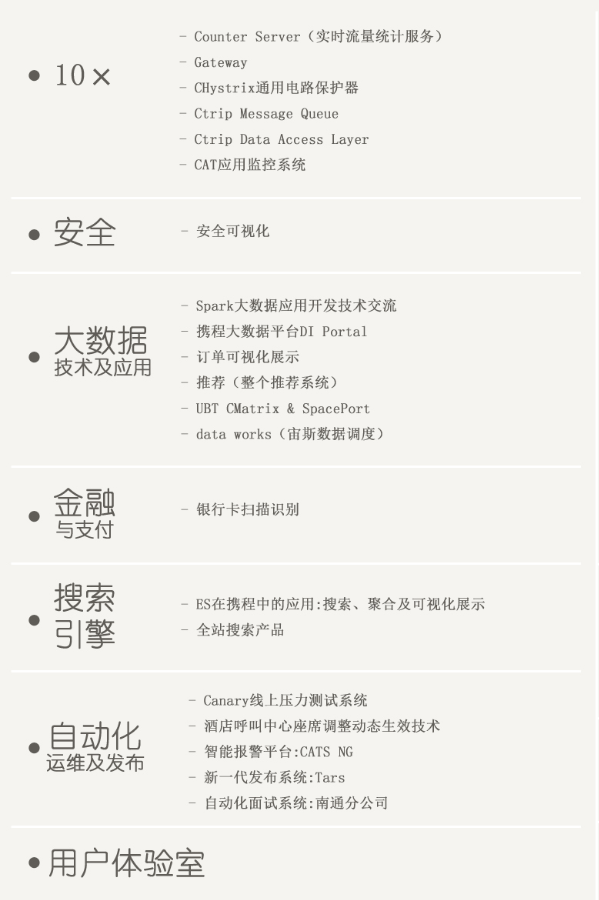 10×
- Counter Server（实时流量统计服务）
- Gateway
- CHystrix通用电路保护器
- Ctrip Message Queue
- Ctrip Data Access Layer
- CAT应用监控系统
安全
- 安全可视化
大数据
技术及应用
- Spark大数据应用开发技术交流
- 携程大数据平台DI Portal
- 订单可视化展示
- 推荐（整个推荐系统）
- UBT CMatrix & SpacePort
- data works（宙斯数据调度）
金融
与支付
- 银行卡扫描识别
搜索
引擎
- ES在携程中的应用:搜索、聚合及可视化展示
- 全站搜索产品
自动化
运维及发布
- Canary线上压力测试系统
- 酒店呼叫中心座席调整动态生效技术
- 智能报警平台:CATS NG
- 新一代发布系统:Tars
- 自动化面试系统:南通分公司
用户体验室